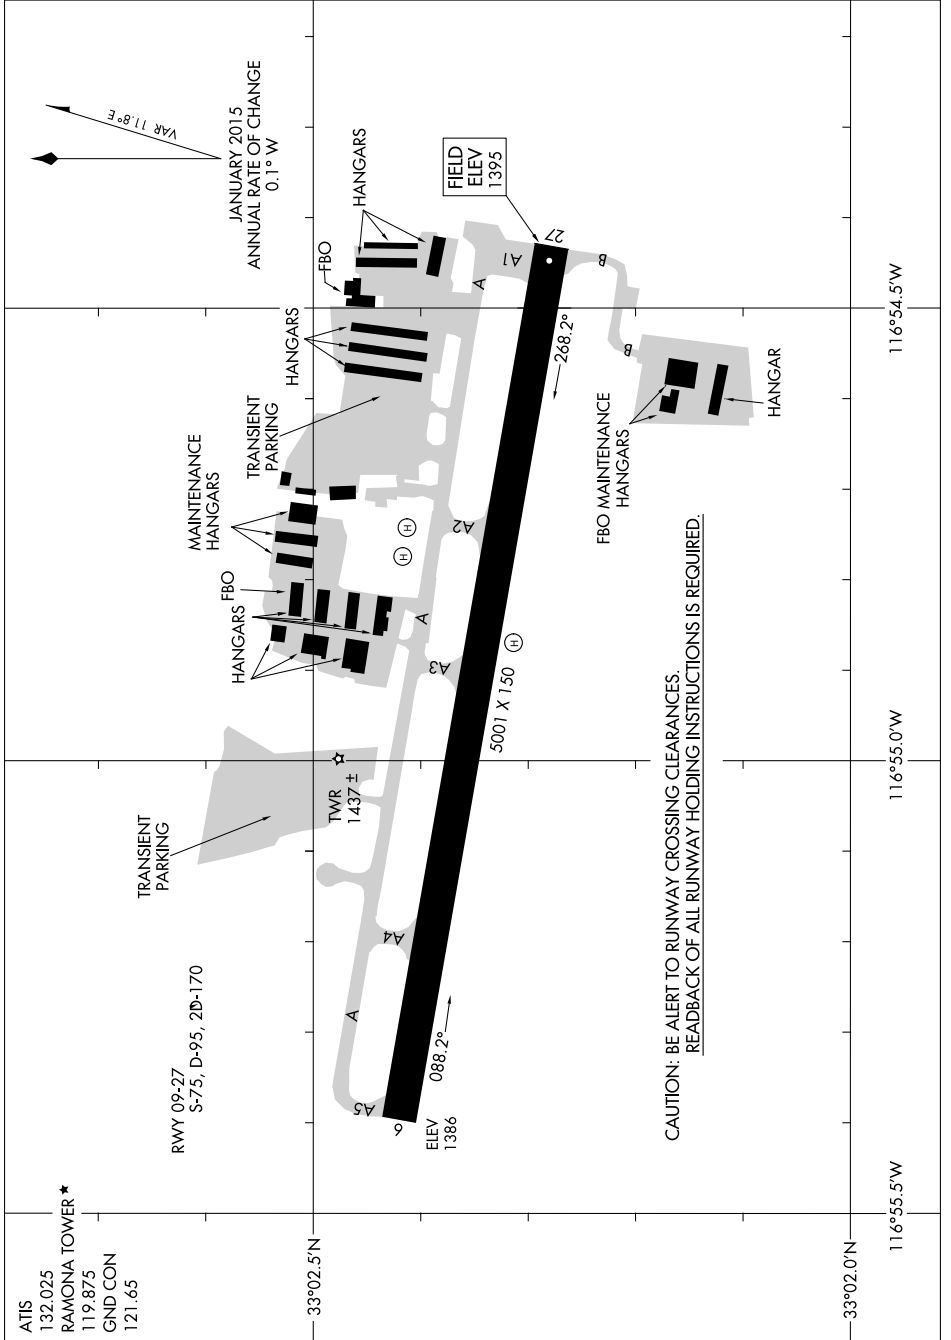 ATIS
132.025
RAMONA TOWER ★
119.875
GND CON
121.65
RWY 09-27
S-75, D-95, 2D-170
TRANSIENT
PARKING
HANGARS
FBO
MAINTENANCE
HANGARS
TRANSIENT
PARKING
HANGARS
FBO
HANGARS
JANUARY 2015
ANNUAL RATE OF CHANGE
0.1° W
VAR 11.8° E
33°02.5'N
TWR
1437 ±
FIELD
ELEV
1395
A5
A
A4
A3
A
A2
A
A1
H
H
H
9
ELEV
1386
088.2°
5001 X 150
268.2°
27
B
B
FBO MAINTENANCE
HANGARS
HANGAR
CAUTION: BE ALERT TO RUNWAY CROSSING CLEARANCES.
READBACK OF ALL RUNWAY HOLDING INSTRUCTIONS IS REQUIRED.
33°02.0'N
116°55.5'W
116°55.0'W
116°54.5'W